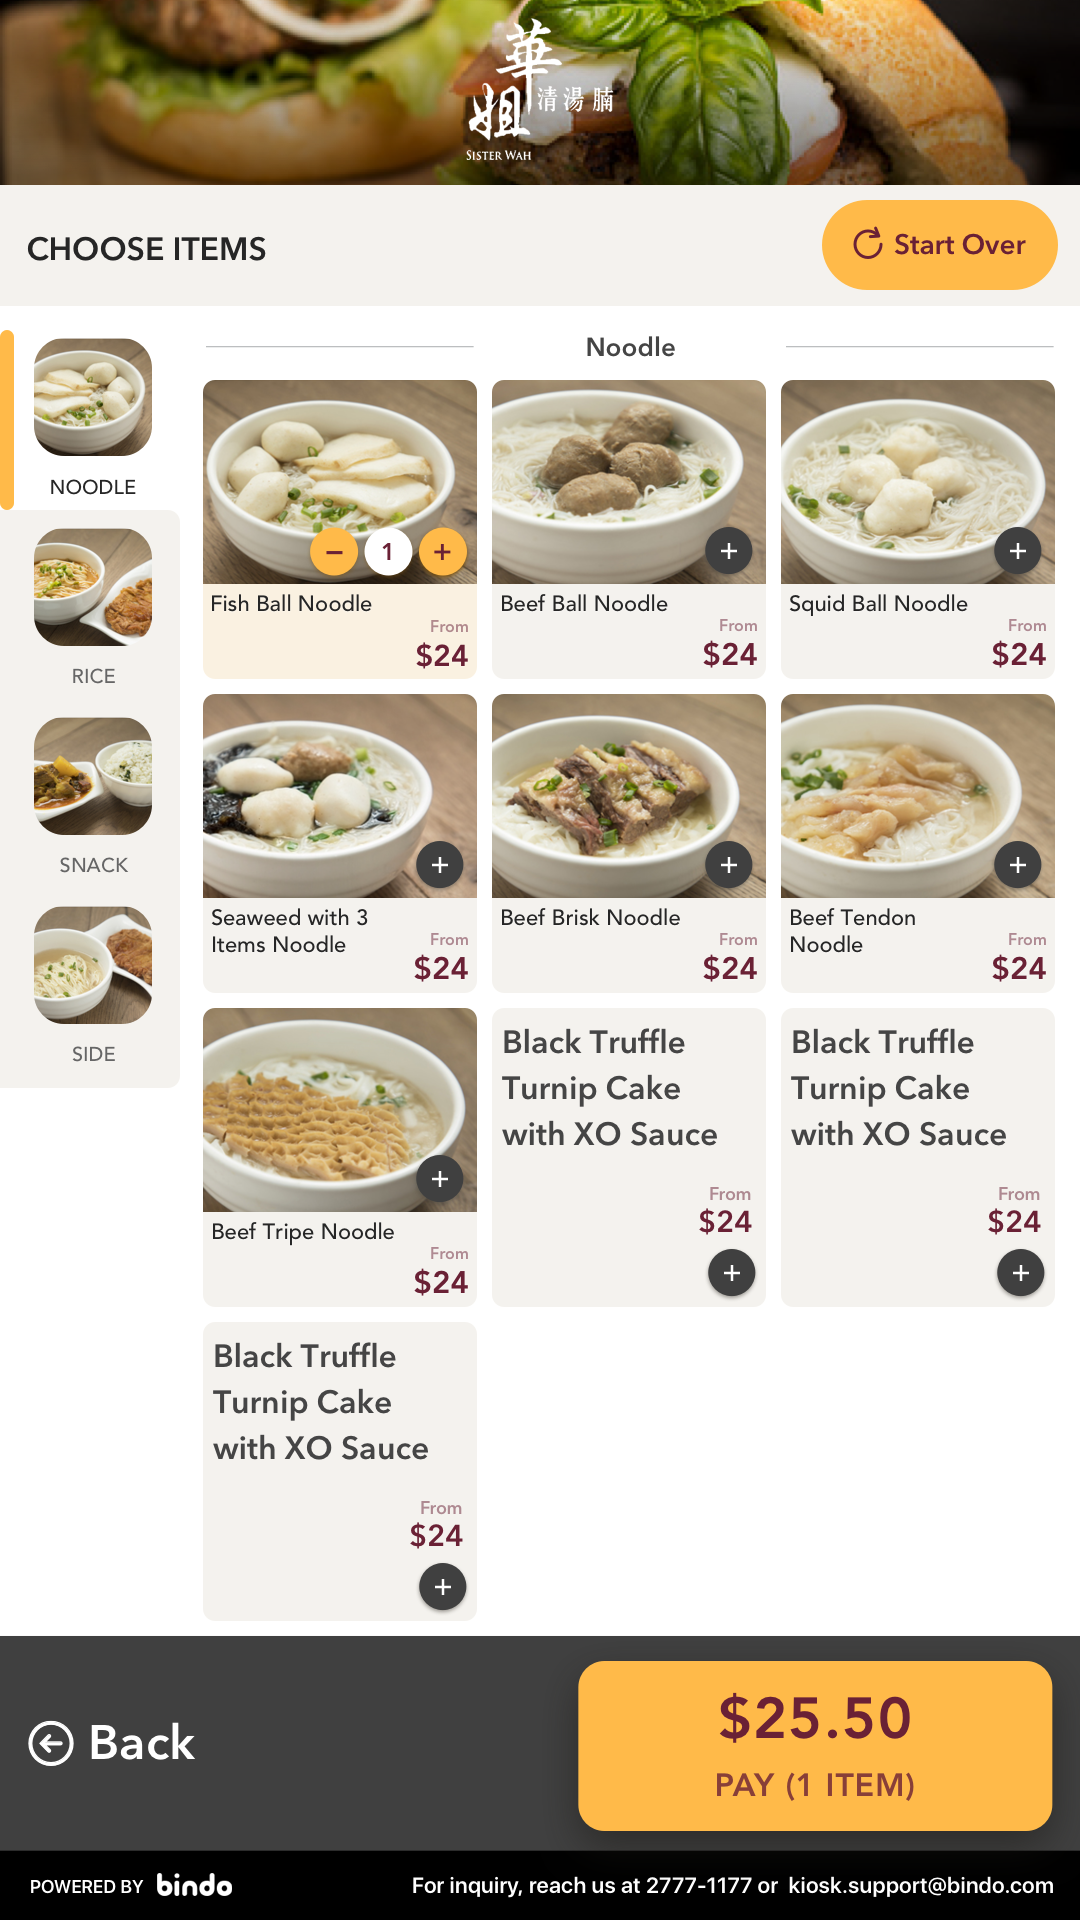 華姐
清湯腩
SISTER WAH
CHOOSE ITEMS
Start Over
Noodle
NOODLE
RICE
SNACK
SIDE
1
Fish Ball Noodle
From
$24
Beef Ball Noodle
From
$24
Squid Ball Noodle
From
$24
Seaweed with 3
Items Noodle
From
$24
Beef Brisk Noodle
From
$24
Beef Tendon
Noodle
From
$24
Beef Tripe Noodle
From
$24
Black Truffle
Turnip Cake
with XO Sauce
From
$24
Black Truffle
Turnip Cake
with XO Sauce
From
$24
Black Truffle
Turnip Cake
with XO Sauce
From
$24
Back
$25.50
PAY (1 ITEM)
POWERED BY bindo
For inquiry, reach us at 2777-1177 or kiosk.support@bindo.com